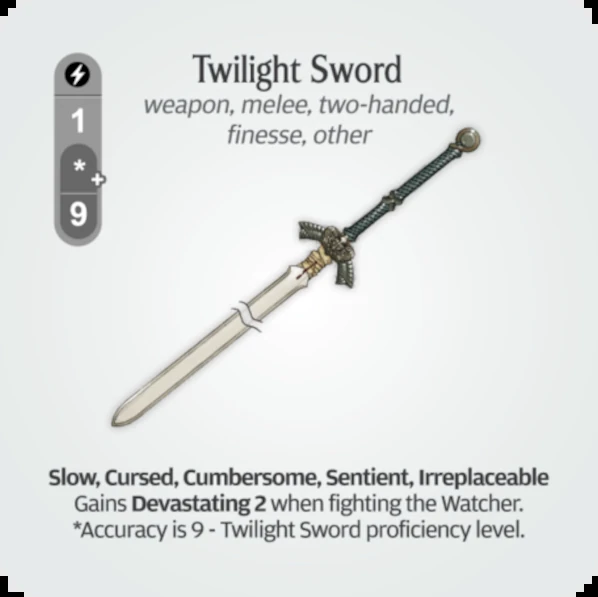 Twilight Sword
weapon, melee, two-handed,
finesse, other
1
*+
9
Slow, Cursed, Cumbersome, Sentient, Irreplaceable
Gains Devastating 2 when fighting the Watcher.
*Accuracy is 9 - Twilight Sword proficiency level.